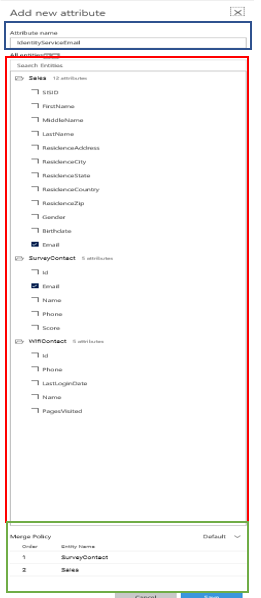 Add new attribute
Attribute name
IdentityServiceEmail
All entities
Search Entities
Sales 12 attributes
SISID
FirstName
MiddleName
LastName
ResidenceAddress
ResidenceCity
ResidenceState
ResidenceCountry
ResidenceZip
Gender
Birthdate
Email
SurveyContact 5 attributes
Id
Email
Name
Phone
Score
WifiContact 5 attributes
Id
Phone
LastLoginDate
Name
PagesVisited
Merge Policy Default
Order Entity Name
1 SurveyContact
2 Sales
Cancel Save